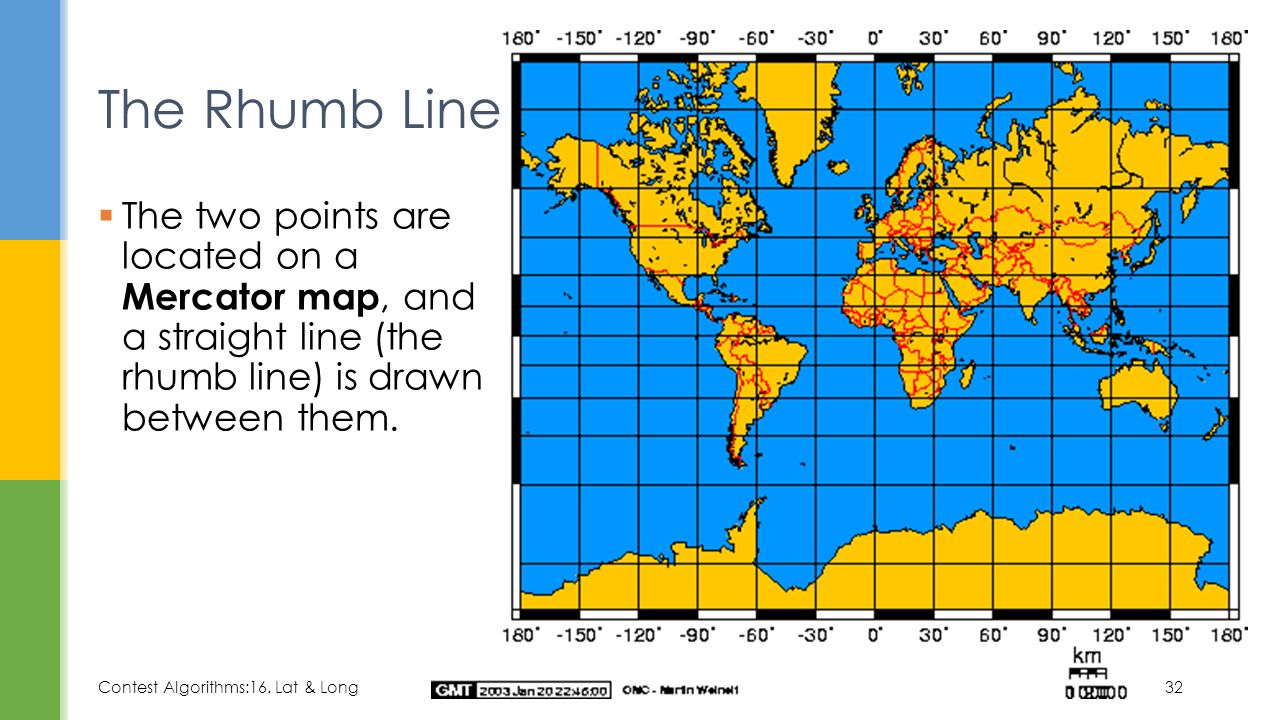 180° -150° -120° -90° -60° -30° 0° 30° 60° 90° 120° 150° 180°
The Rhumb Line
▪ The two points are
located on a
Mercator map, and
a straight line (the
rhumb line) is drawn
between them.
180° -150° -120° -90° -60° -30° 0° 30° 60° 90° 120° 150° 180°
km
Contest Algorithms:16. Lat & Long
GMT 2003 Jan 20 22:46:00 OMC - Martin Weinelt
32